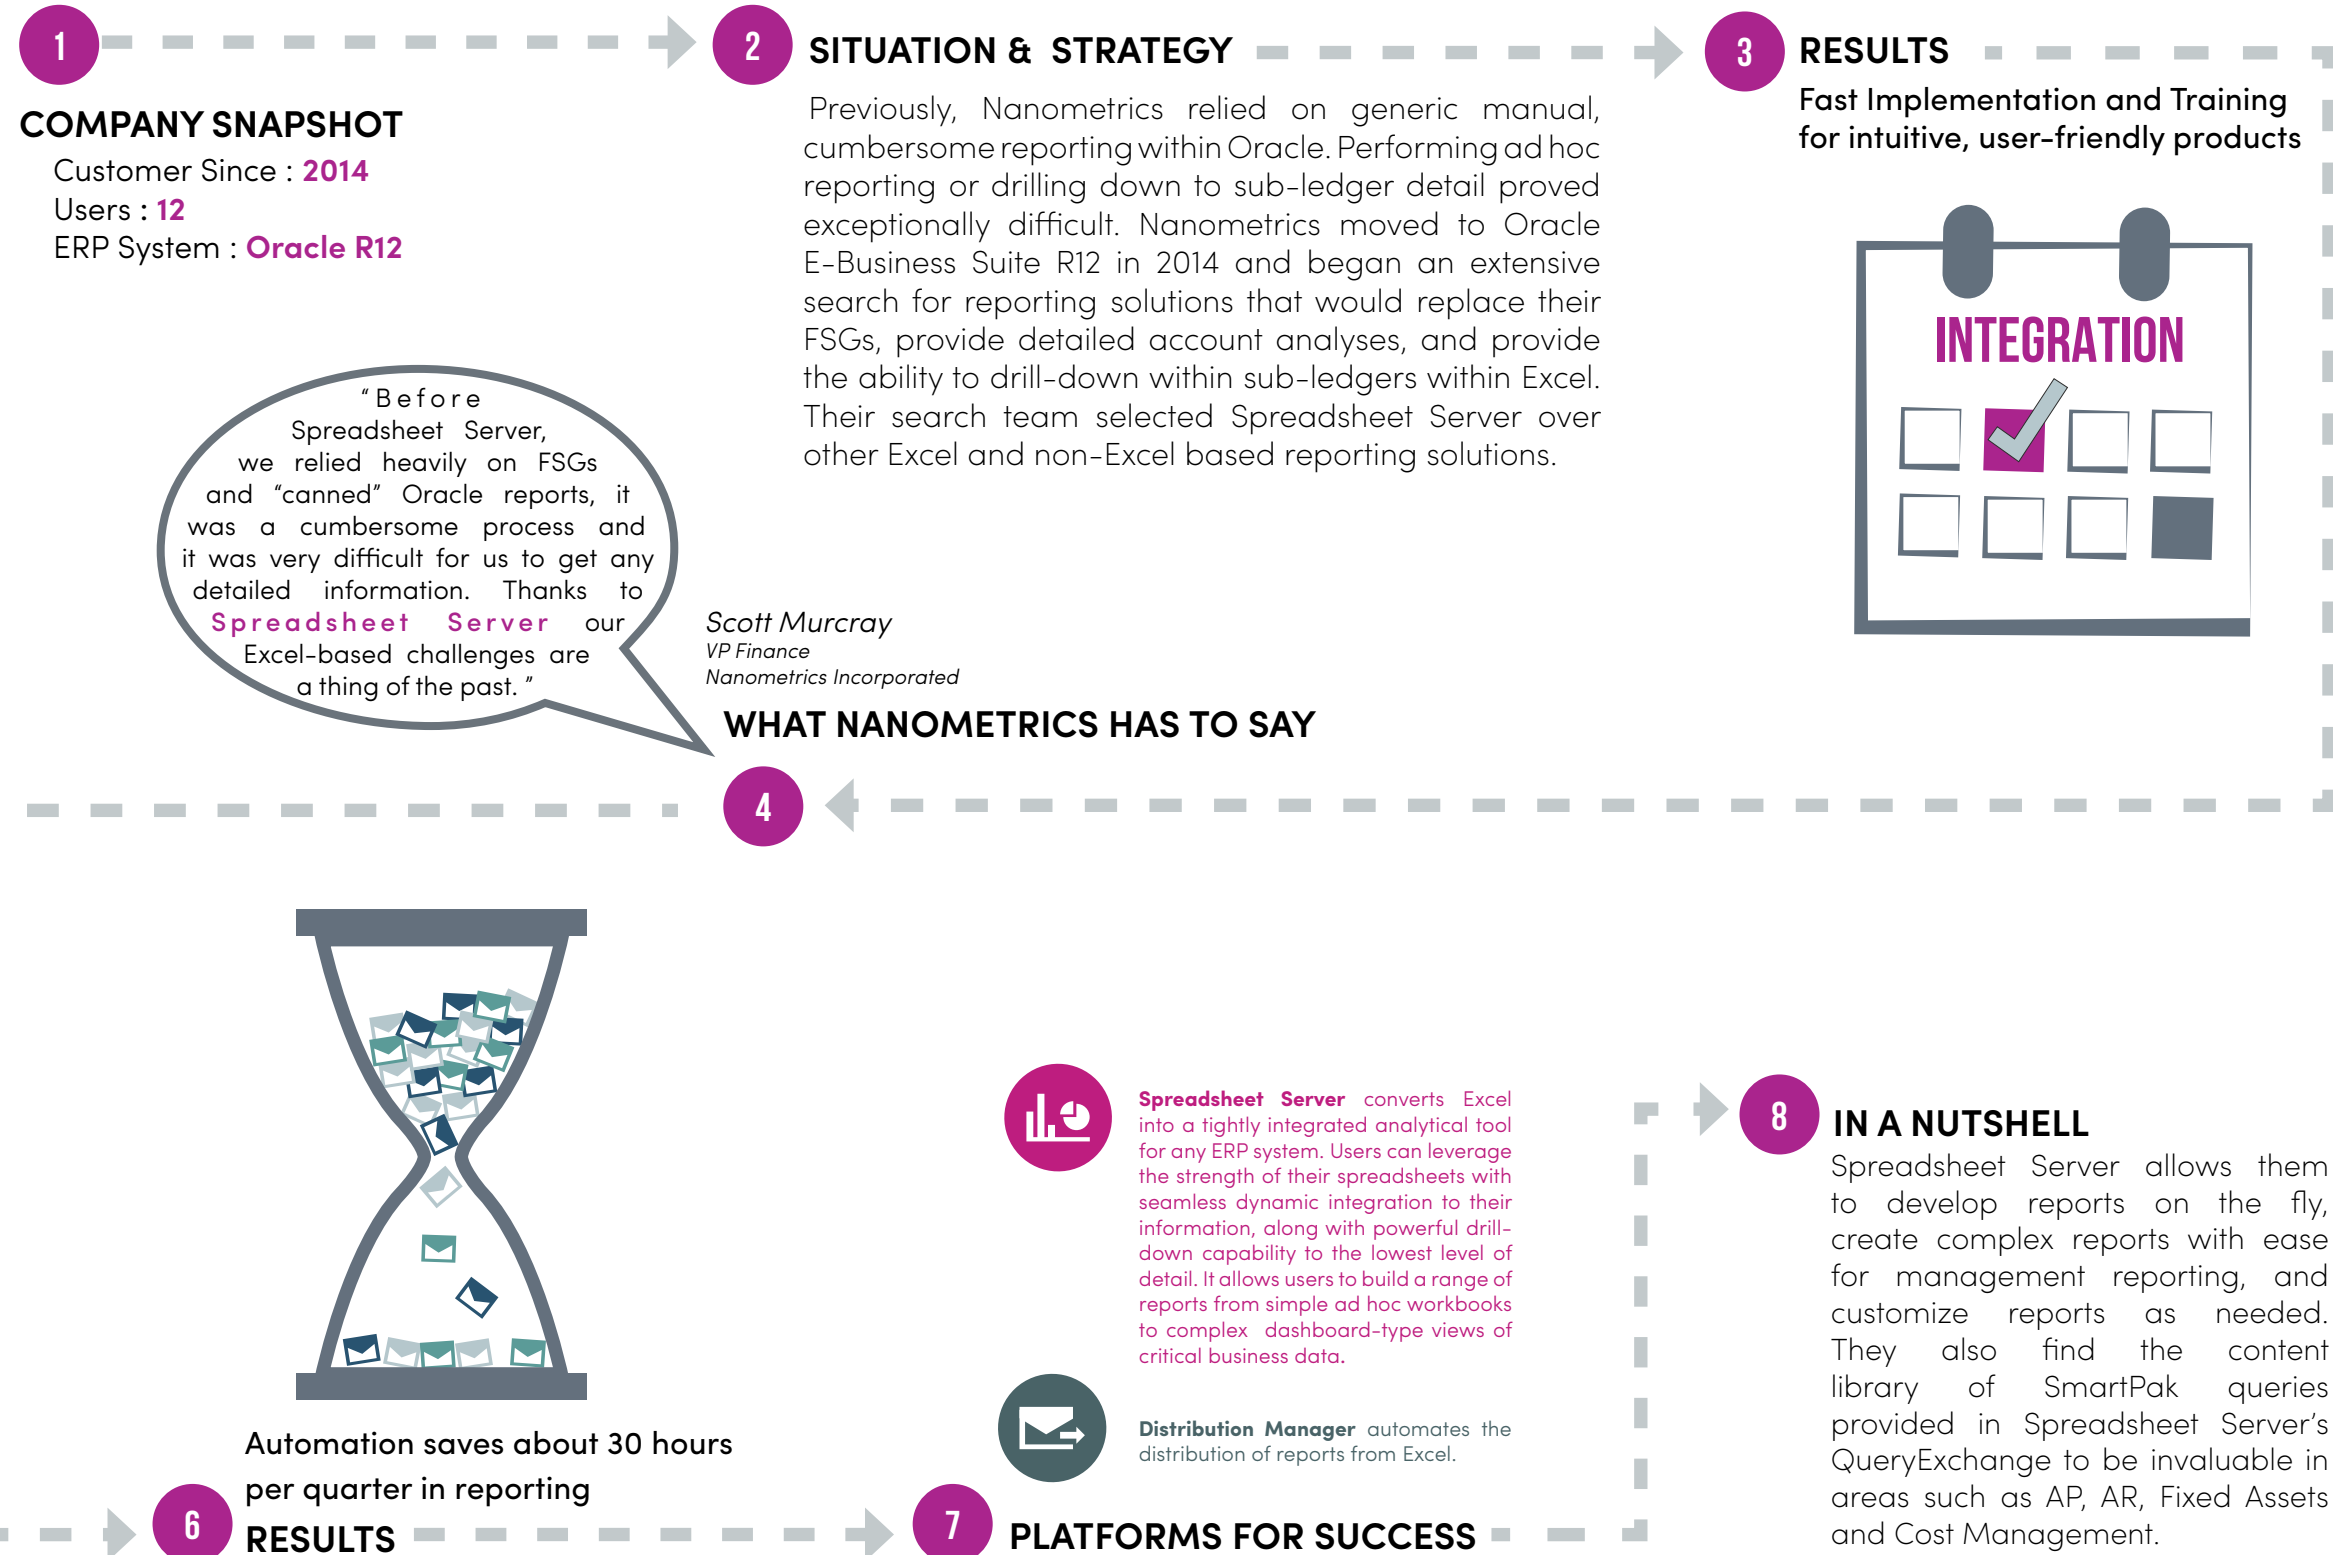 1
COMPANY SNAPSHOT
Customer Since : 2014
Users : 12
ERP System : Oracle R12
2
SITUATION & STRATEGY
Previously, Nanometrics relied on generic manual,
cumbersome reporting within Oracle. Performing ad hoc
reporting or drilling down to sub-ledger detail proved
exceptionally difficult. Nanometrics moved to Oracle
E-Business Suite R12 in 2014 and began an extensive
search for reporting solutions that would replace their
FSGs, provide detailed account analyses, and provide
the ability to drill-down within sub-ledgers within Excel.
Their search team selected Spreadsheet Server over
other Excel and non-Excel based reporting solutions.
3
RESULTS
Fast Implementation and Training
for intuitive, user-friendly products
INTEGRATION
“Before
Spreadsheet Server,
we relied heavily on FSGs
and “canned” Oracle reports, it
was a cumbersome process and
it was very difficult for us to get any
detailed information. Thanks to
Spreadsheet Server our
Excel-based challenges are
a thing of the past. ”
Scott Murcray
VP Finance
Nanometrics Incorporated
WHAT NANOMETRICS HAS TO SAY
4
Automation saves about 30 hours
per quarter in reporting
6
RESULTS
Spreadsheet Server converts Excel
into a tightly integrated analytical tool
for any ERP system. Users can leverage
the strength of their spreadsheets with
seamless dynamic integration to their
information, along with powerful drill-
down capability to the lowest level of
detail. It allows users to build a range of
reports from simple ad hoc workbooks
to complex dashboard-type views of
critical business data.
Distribution Manager automates the
distribution of reports from Excel.
7
PLATFORMS FOR SUCCESS
8
IN A NUTSHELL
Spreadsheet Server allows them
to develop reports on the fly,
create complex reports with ease
for management reporting, and
customize reports as needed.
They also find the content
library of SmartPak queries
provided in Spreadsheet Server’s
QueryExchange to be invaluable in
areas such as AP, AR, Fixed Assets
and Cost Management.